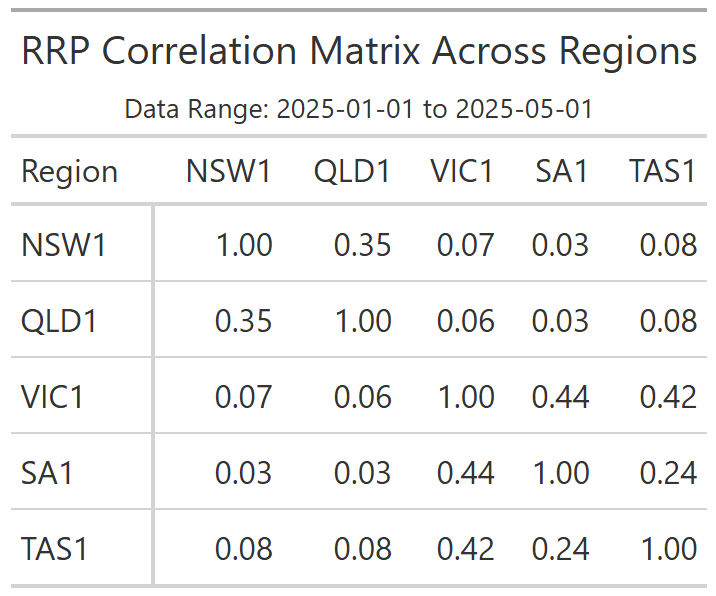 RRP Correlation Matrix Across Regions
Data Range: 2025-01-01 to 2025-05-01
Region NSW1 QLD1 VIC1 SA1 TAS1
NSW1 1.00 0.35 0.07 0.03 0.08
QLD1 0.35 1.00 0.06 0.03 0.08
VIC1 0.07 0.06 1.00 0.44 0.42
SA1 0.03 0.03 0.44 1.00 0.24
TAS1 0.08 0.08 0.42 0.24 1.00